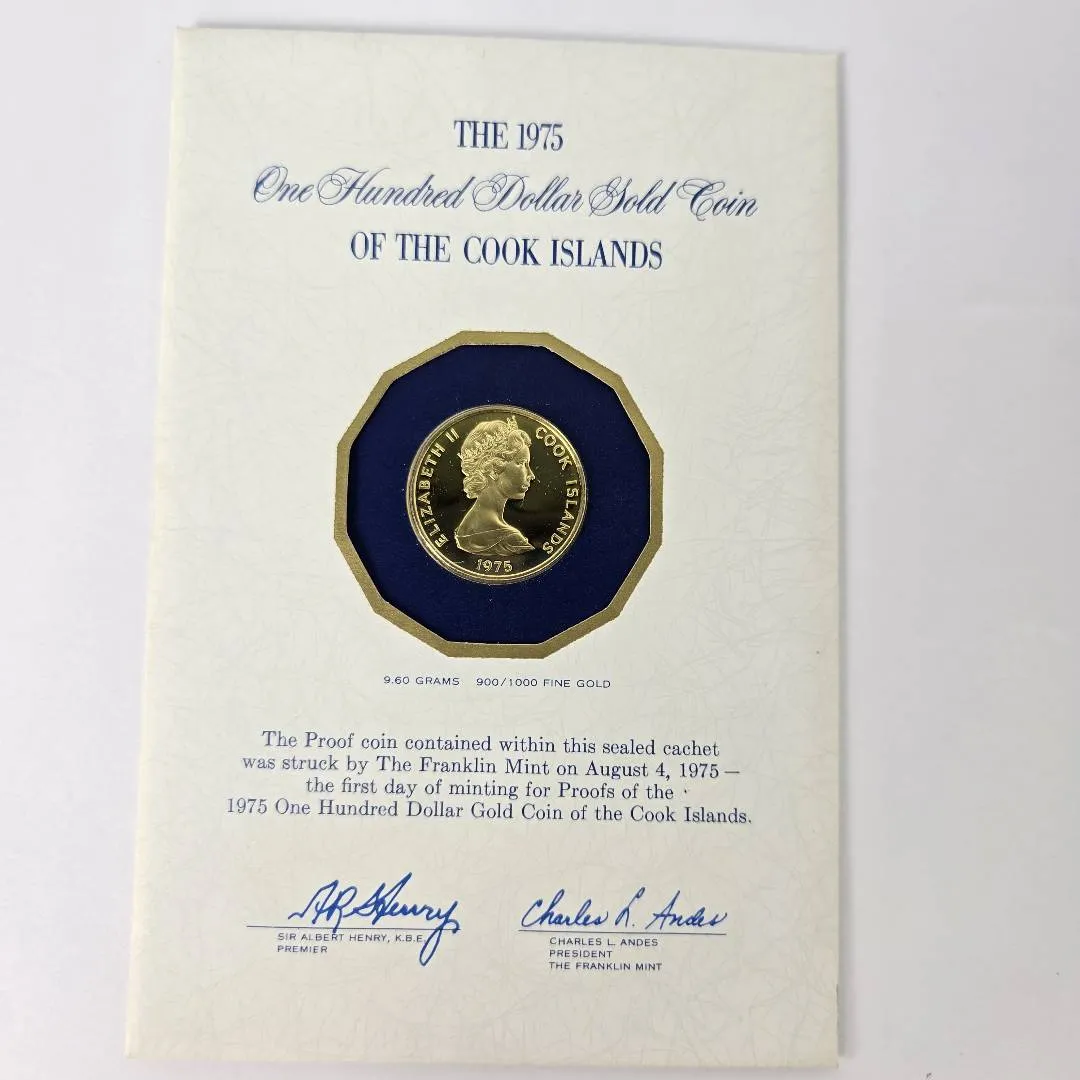 THE 1975
One Hundred Dollar Gold Coin
OF THE COOK ISLANDS
ELIZABETH II
COOK ISLANDS
1975
9.60 GRAMS 900/1000 FINE GOLD
The Proof coin contained within this sealed cachet
was struck by The Franklin Mint on August 4, 1975 —
the first day of minting for Proofs of the
1975 One Hundred Dollar Gold Coin of the Cook Islands.
AR Henry
SIR ALBERT HENRY, K.B.E.
PREMIER
Charles L. Andes
CHARLES L. ANDES
PRESIDENT
THE FRANKLIN MINT